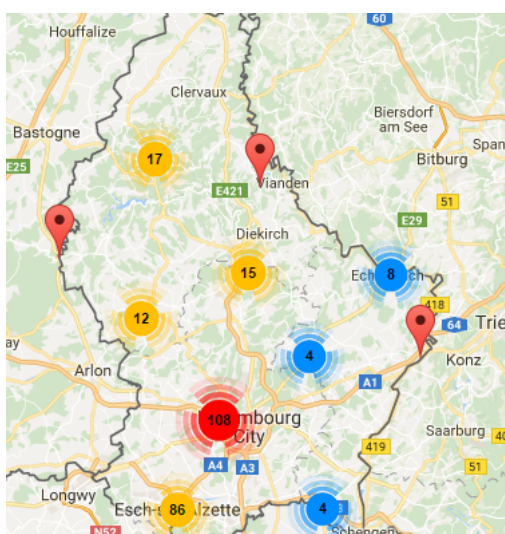 60
Houffalize
Clervaux
Biersdorf
am See
Bastogne
Span
17
Bitburg
E25
Vianden
E421
51
E29
Diekirch
15
8
418
12
64
Trie
4
Konz
ay
Arlon
A1
108
City
Saarburg
419
40
A4
A3
51
Longwy
86
4
N52
Schengen